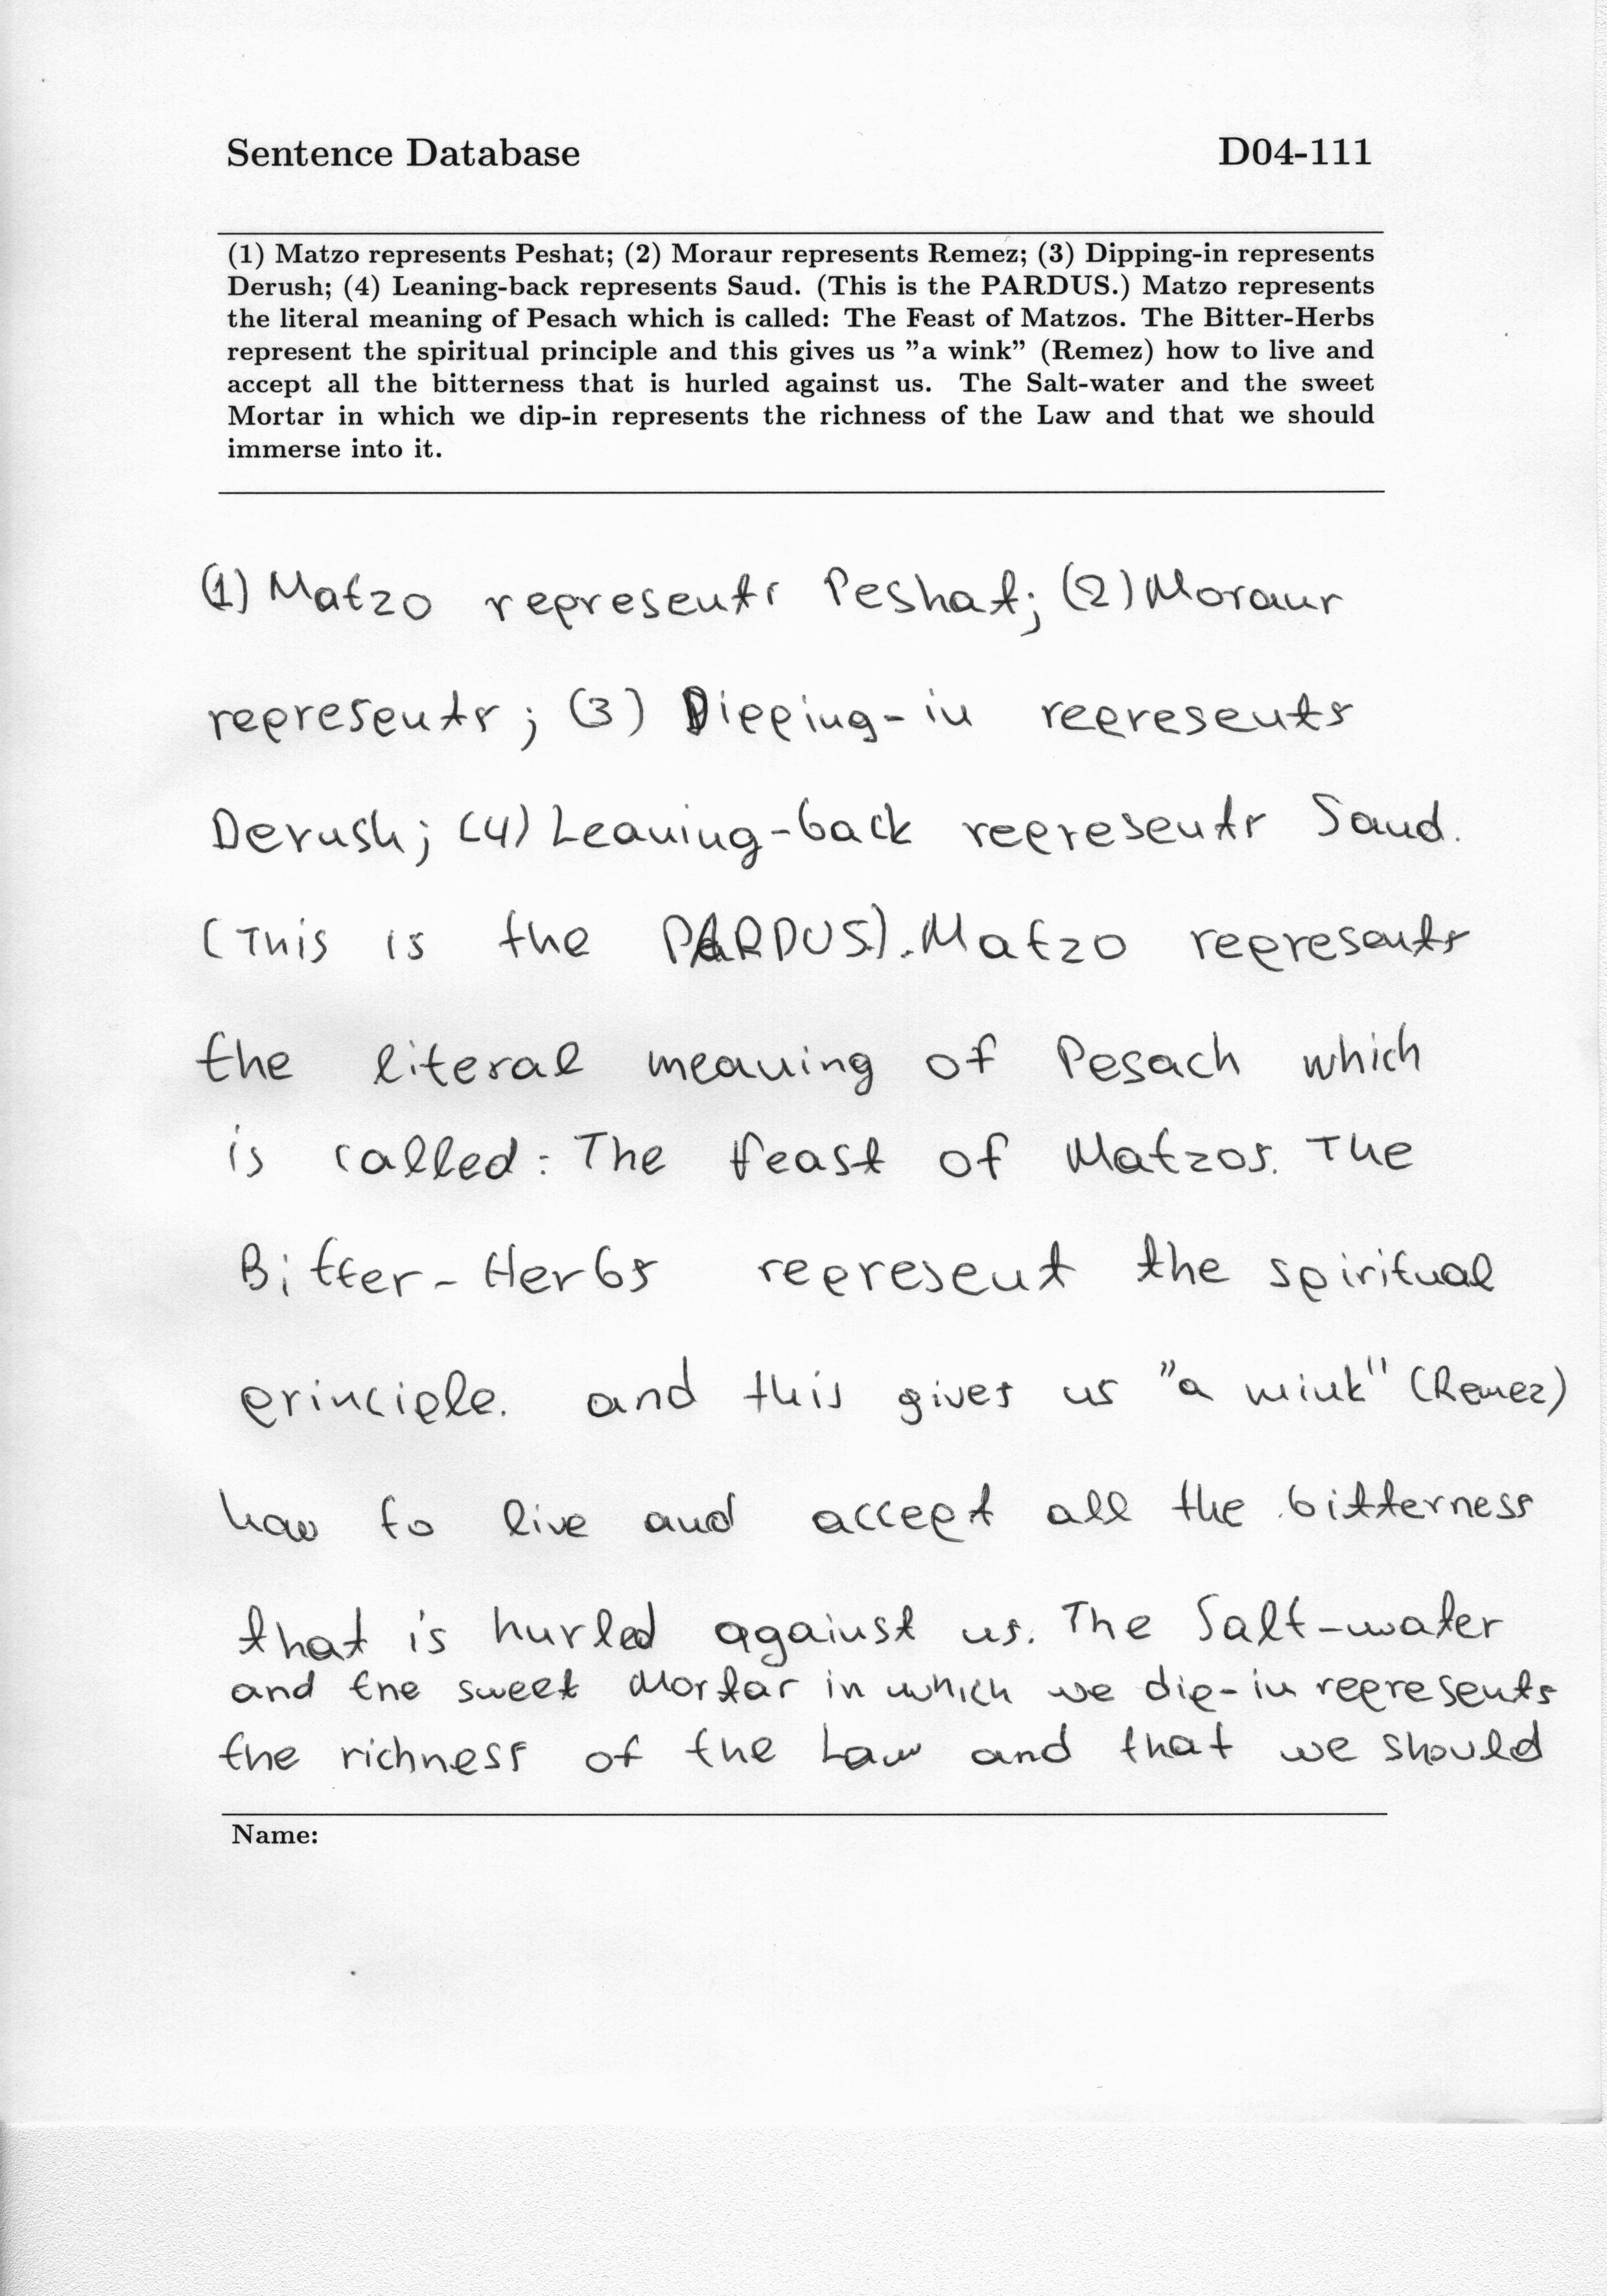 Sentence Database D04-111
(1) Matzo represents Peshat; (2) Moraur represents Remez; (3) Dipping-in represents
Derush; (4) Leaning-back represents Saud. (This is the PARDUS.) Matzo represents
the literal meaning of Pesach which is called: The Feast of Matzos. The Bitter-Herbs
represent the spiritual principle and this gives us "a wink" (Remez) how to live and
accept all the bitterness that is hurled against us. The Salt-water and the sweet
Mortar in which we dip-in represents the richness of the Law and that we should
immerse into it.
(1) Matzo represents Peshat; (2) Moraur
represents; (3) Dipping-in represents
Derush; (4) Leaning-back represents Saud.
(This is the PARDUS). Matzo represents
the literal meaning of Pesach which
is called: The feast of Matzos. The
Bitter-Herbs represent the spiritual
principle. and this gives us "a wink" (Remez)
how to live and accept all the bitterness
that is hurled against us. The Salt-water
and the sweet Mortar in which we dip-in represents
the richness of the Law and that we should
Name: